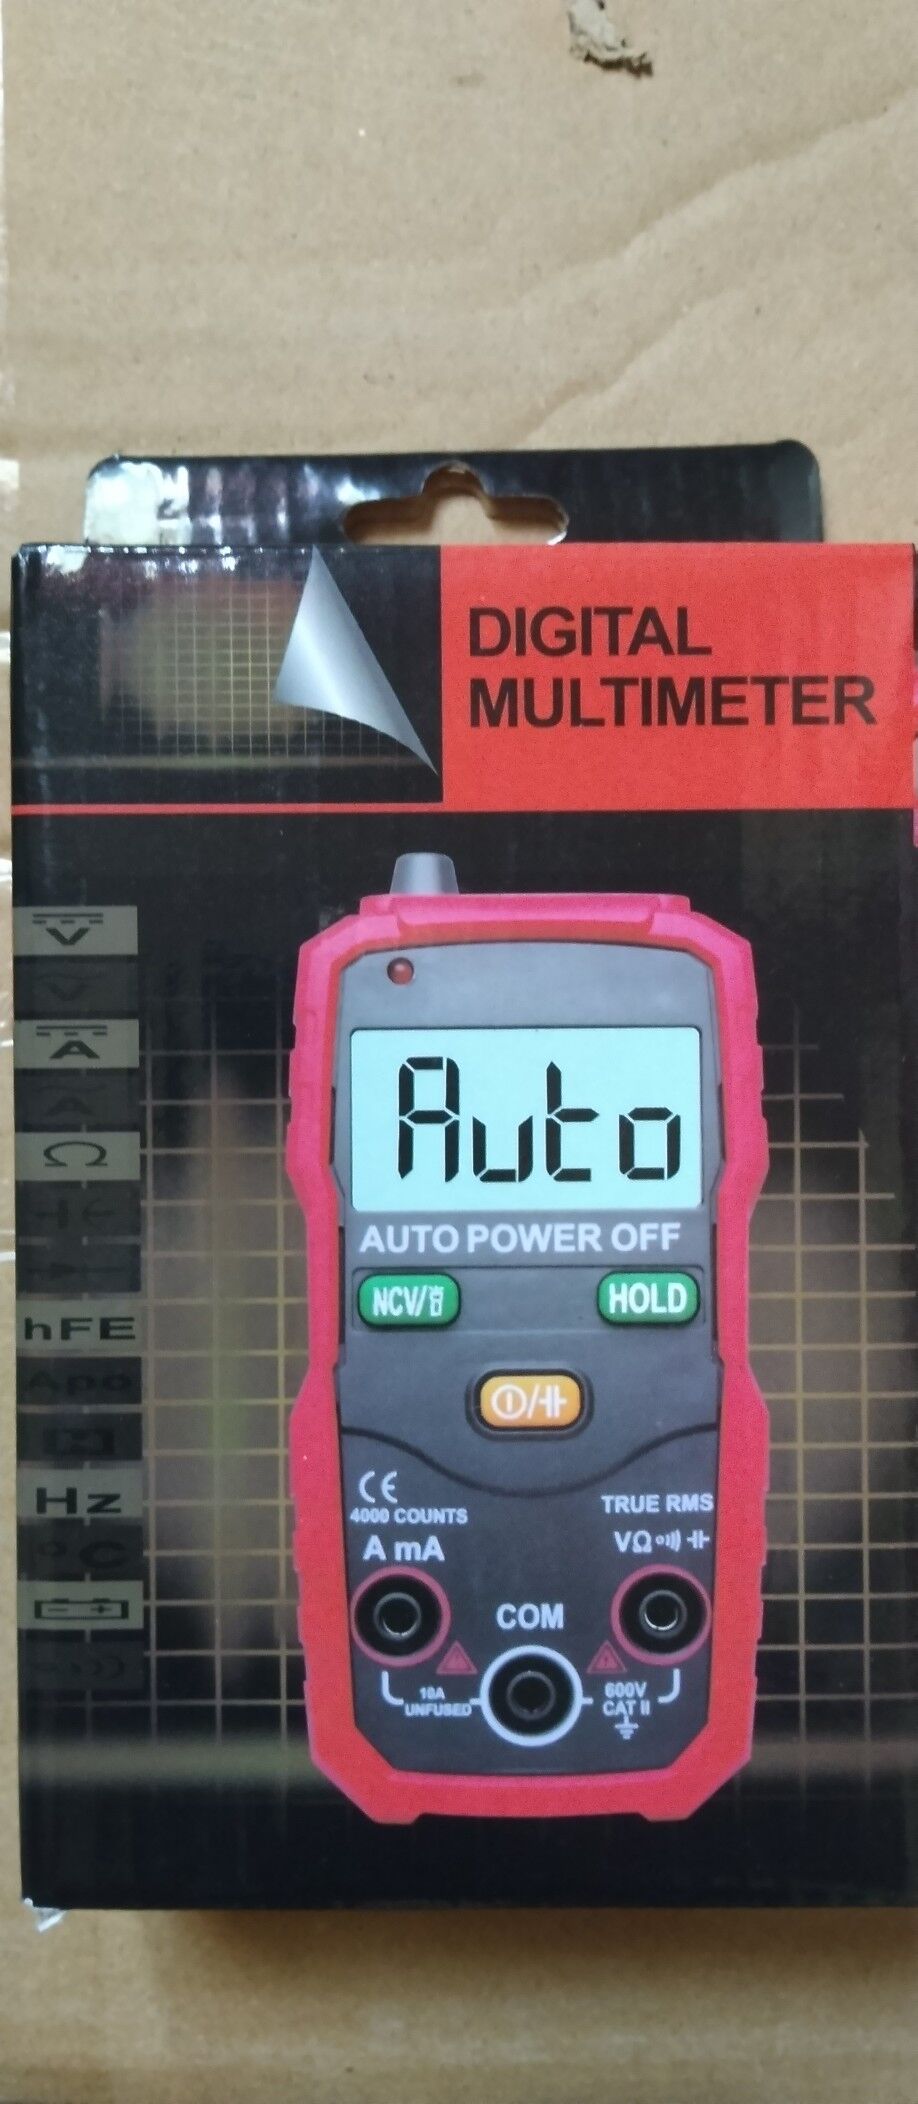 DIGITAL
MULTIMETER
V
V
A
A
Ω
hFE
Apo
Hz
°C
Auto
AUTO POWER OFF
NCV/
HOLD
CE
4000 COUNTS
TRUE RMS
A mA
VΩ
COM
10A
UNFUSED
600V
CAT II